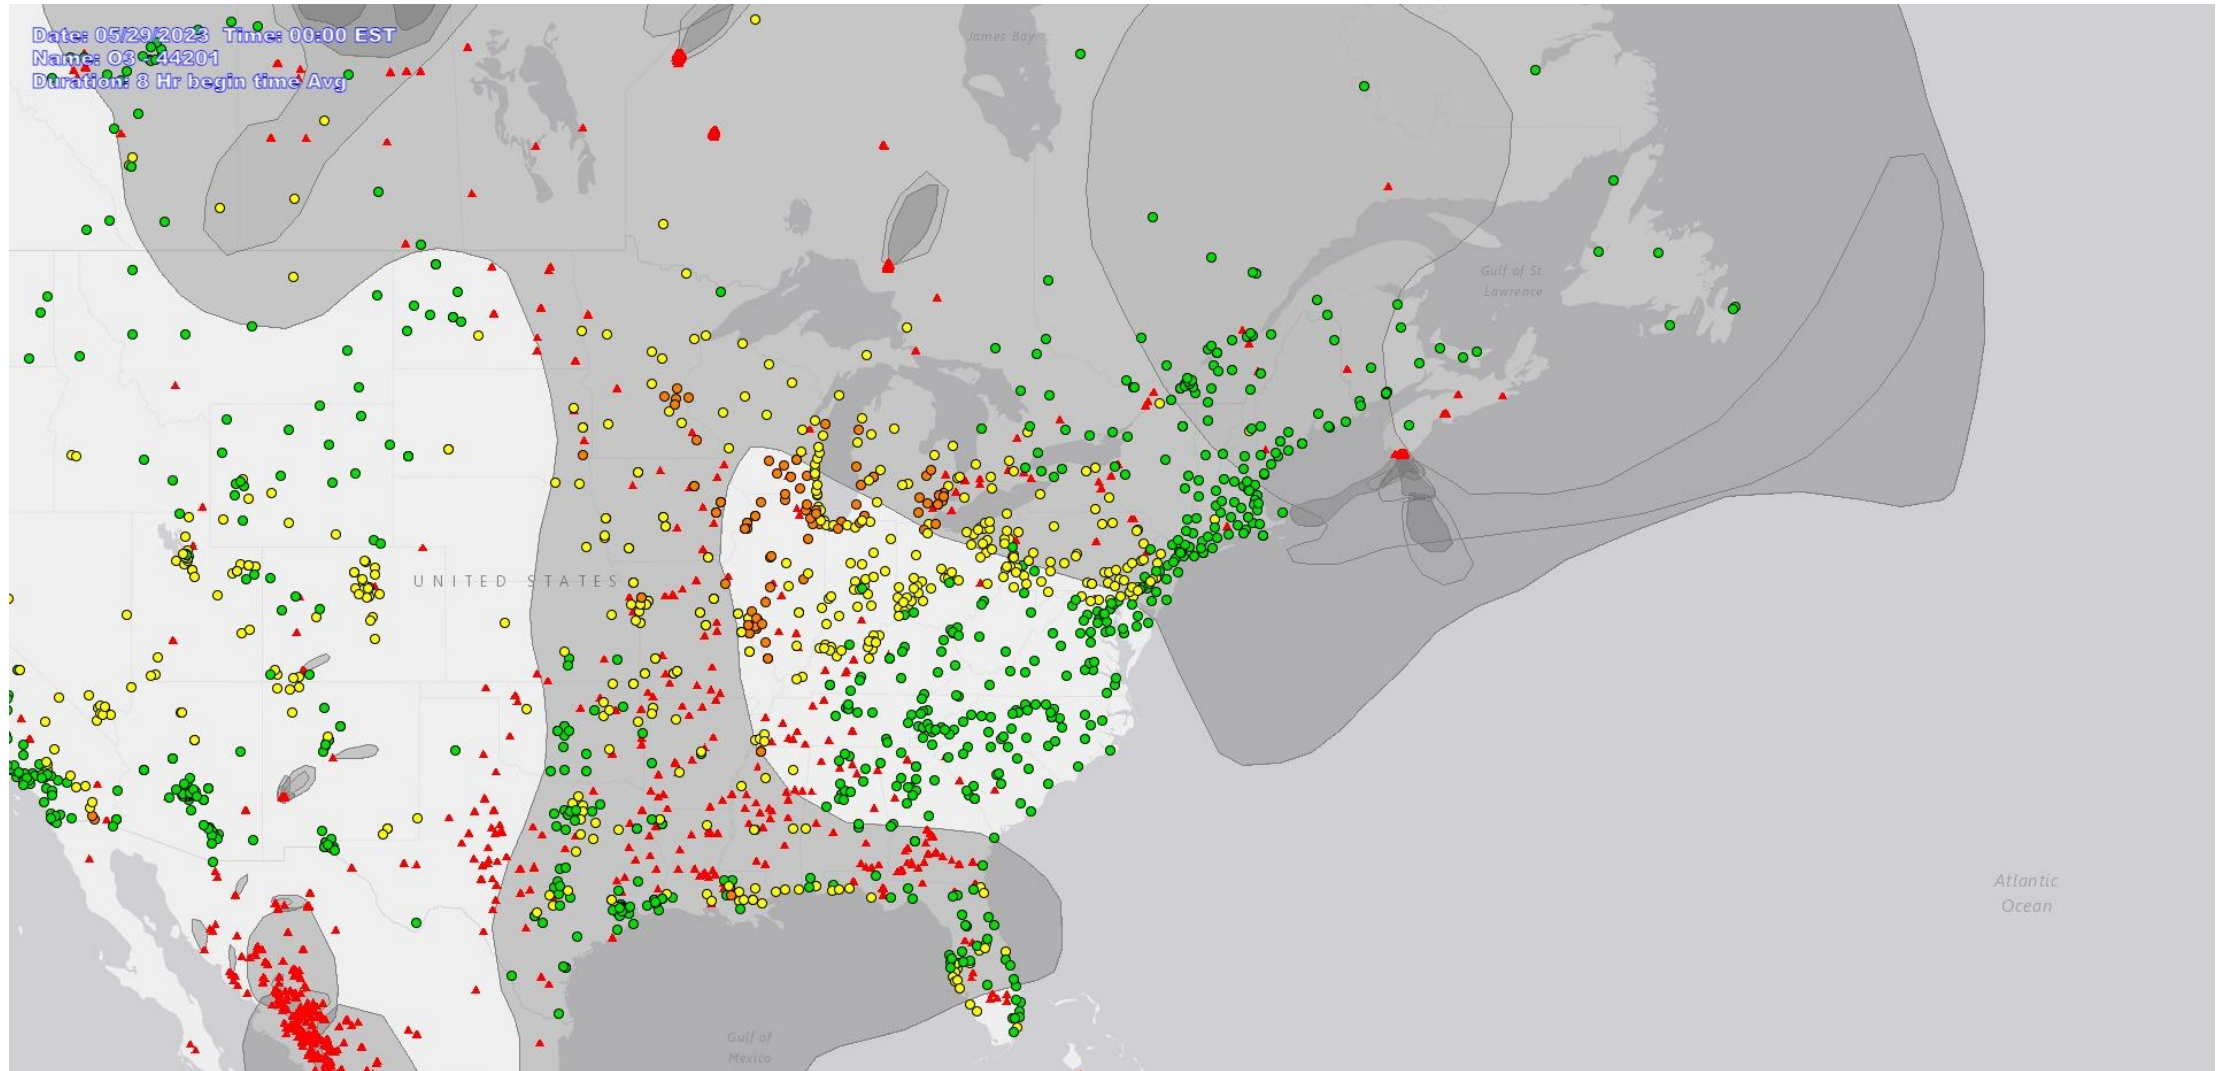 Date: 05/29/2023 Time: 00:00 EST
Name: O3 - 44201
Duration: 8 Hr begin time Avg
James Bay
Gulf of St
Lawrence
UNITED STATES
Atlantic
Ocean
Gulf of
Mexico